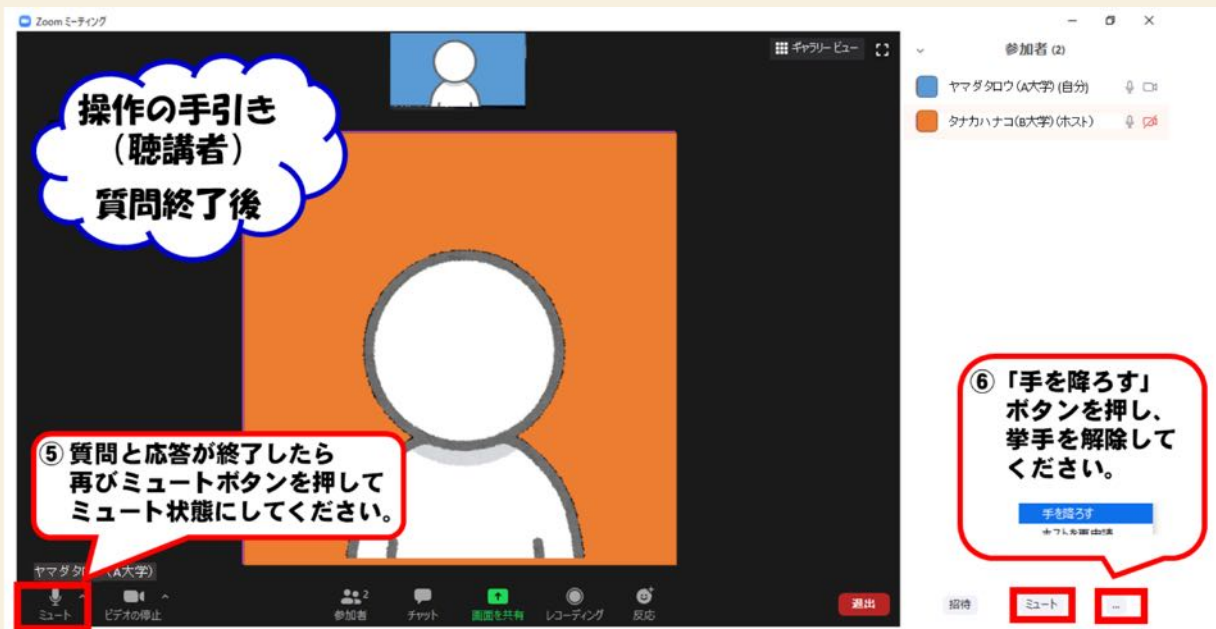 Zoom ミーティング
ギャラリー ビュー
参加者 (2)
ヤマダタロウ (A大学) (自分)
タナカハナコ(B大学) (ホスト)
操作の手引き
（聴講者）
質問終了後
⑤ 質問と応答が終了したら
再びミュートボタンを押して
ミュート状態にしてください。
⑥ 「手を降ろす」
ボタンを押し、
挙手を解除して
ください。
手を降ろす
(A大学)
ミュート
ビデオの停止
2
参加者
チャット
画面を共有
レコーディング
反応
退出
招待
ミュート
...